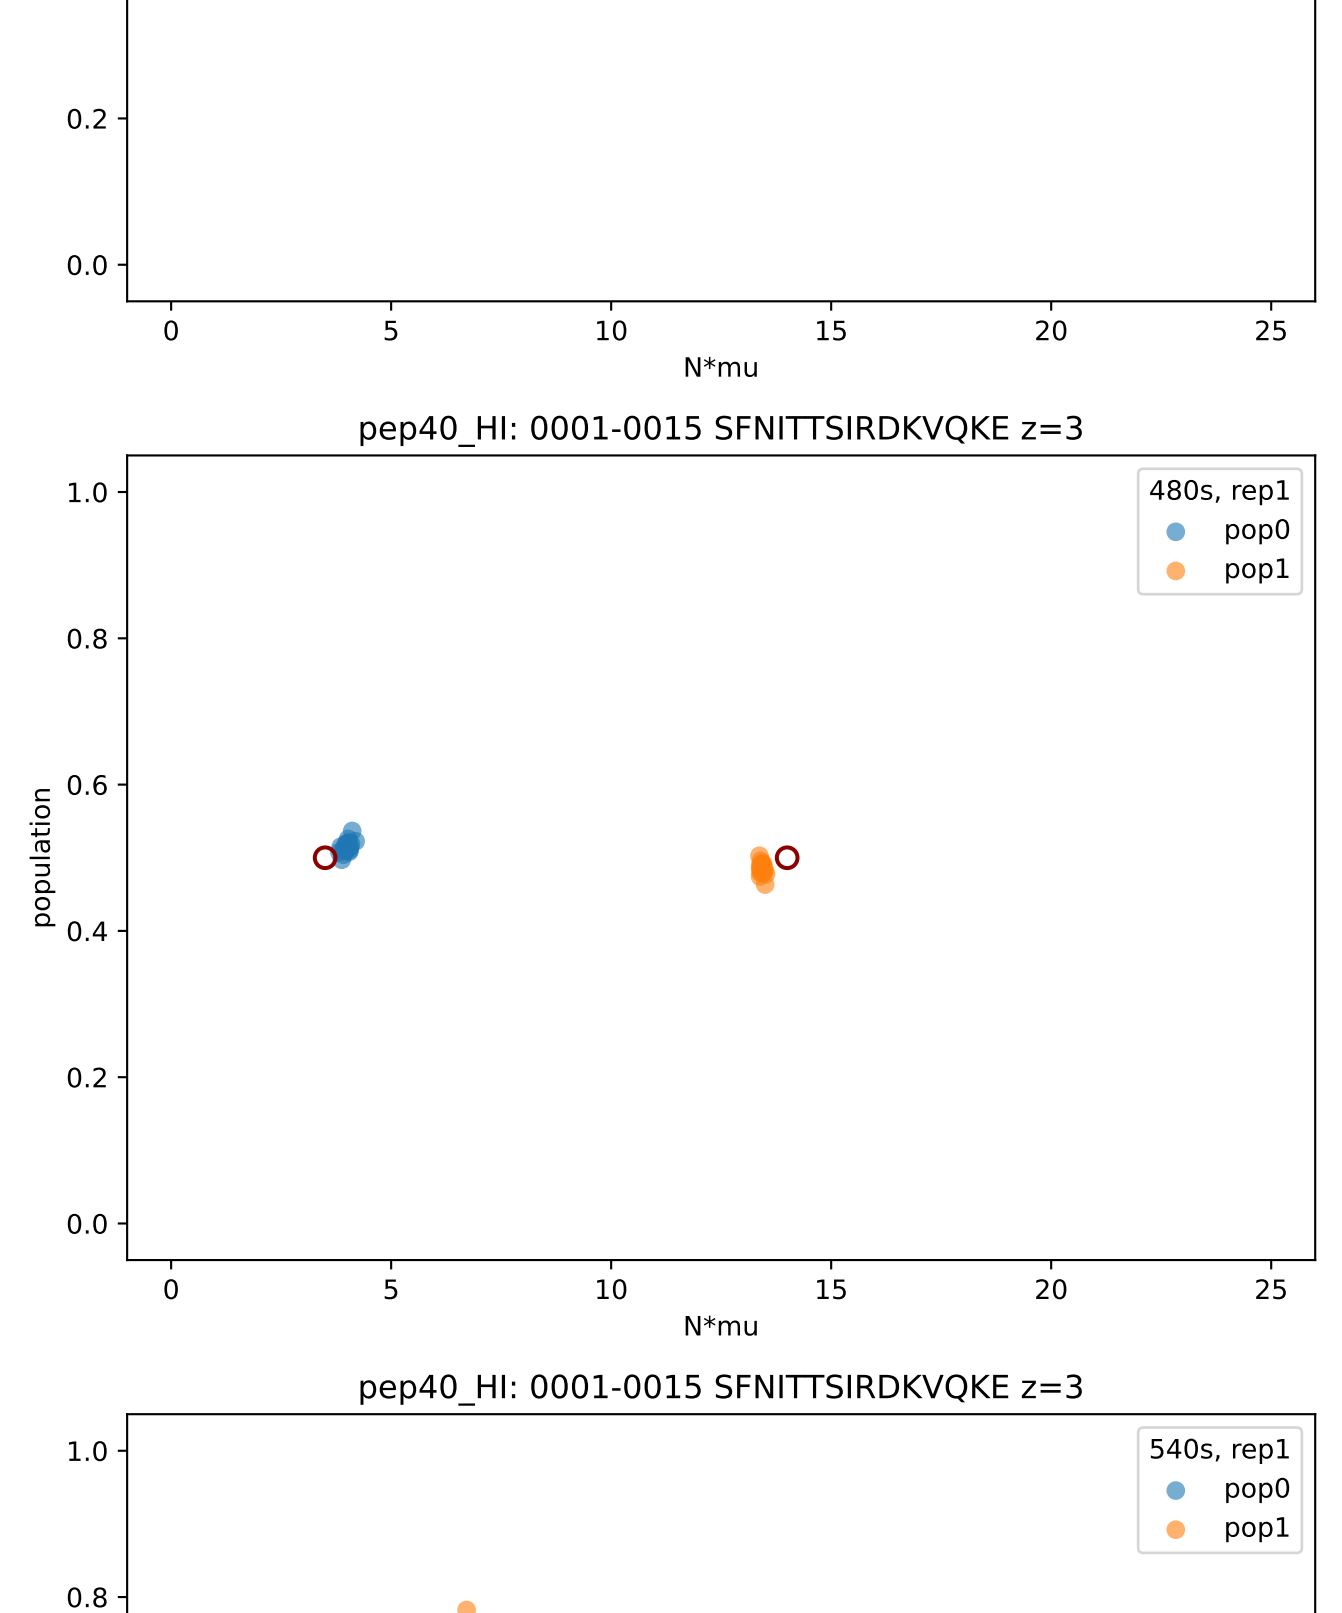 0.2
0.0
0 5 10 15 20 25
N*mu
pep40_HI: 0001-0015 SFNITTSIRDKVQKE z=3
480s, rep1
pop0
pop1
1.0
0.8
0.6
0.4
0.2
0.0
population
0 5 10 15 20 25
N*mu
pep40_HI: 0001-0015 SFNITTSIRDKVQKE z=3
540s, rep1
pop0
pop1
1.0
0.8